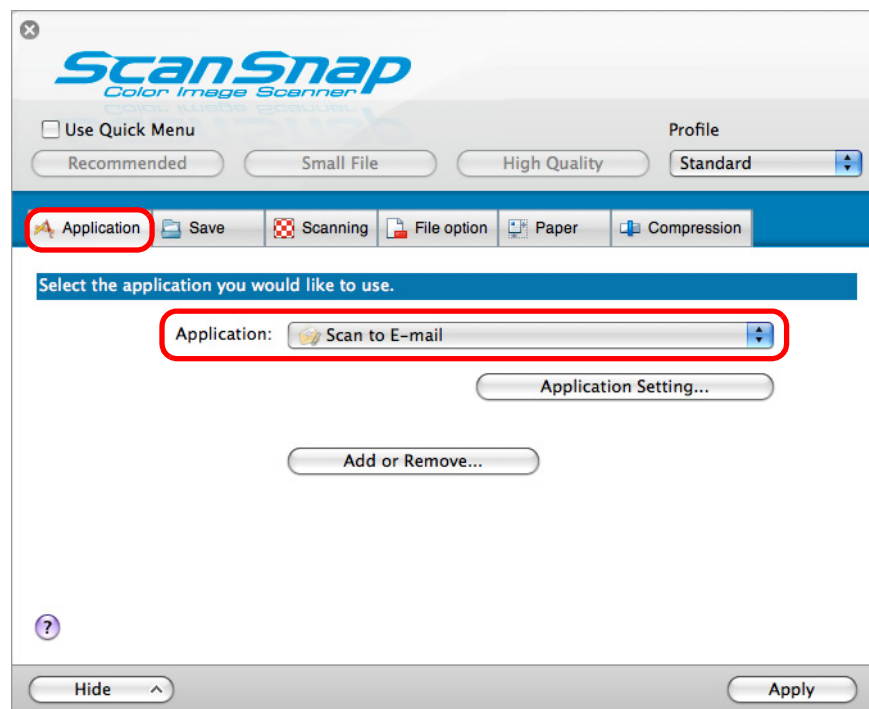 ScanSnap
Color Image Scanner
Use Quick Menu
Profile
Recommended Small File High Quality Standard
Application Save Scanning File option Paper Compression
Select the application you would like to use.
Application: Scan to E-mail
Application Setting...
Add or Remove...
?
Hide Apply